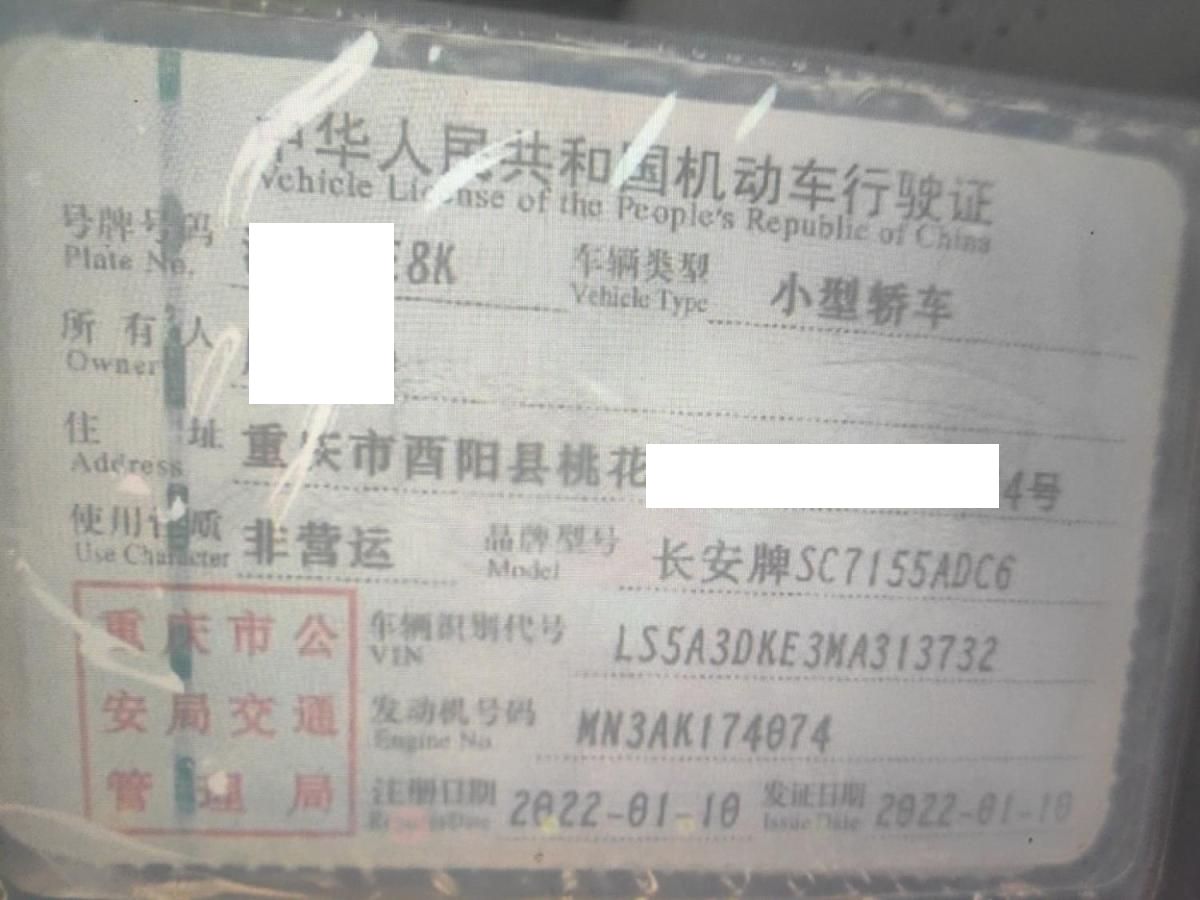 中华人民共和国机动车行驶证
Vehicle License of the People's Republic of China
号牌号码 E8K 车辆类型 小型轿车
Plate No. Vehicle Type
所有人
Owner
住址 重庆市酉阳县桃花 4号
Address
使用性质 非营运 品牌型号 长安牌SC7155ADC6
Use Character Model
重庆市公
安局交通
管理局
车辆识别代号 LS5A3DKE3MA313732
VIN
发动机号码 MN3AK174074
Engine No.
注册日期 2022-01-10 发证日期 2022-01-10
Register Date Issue Date